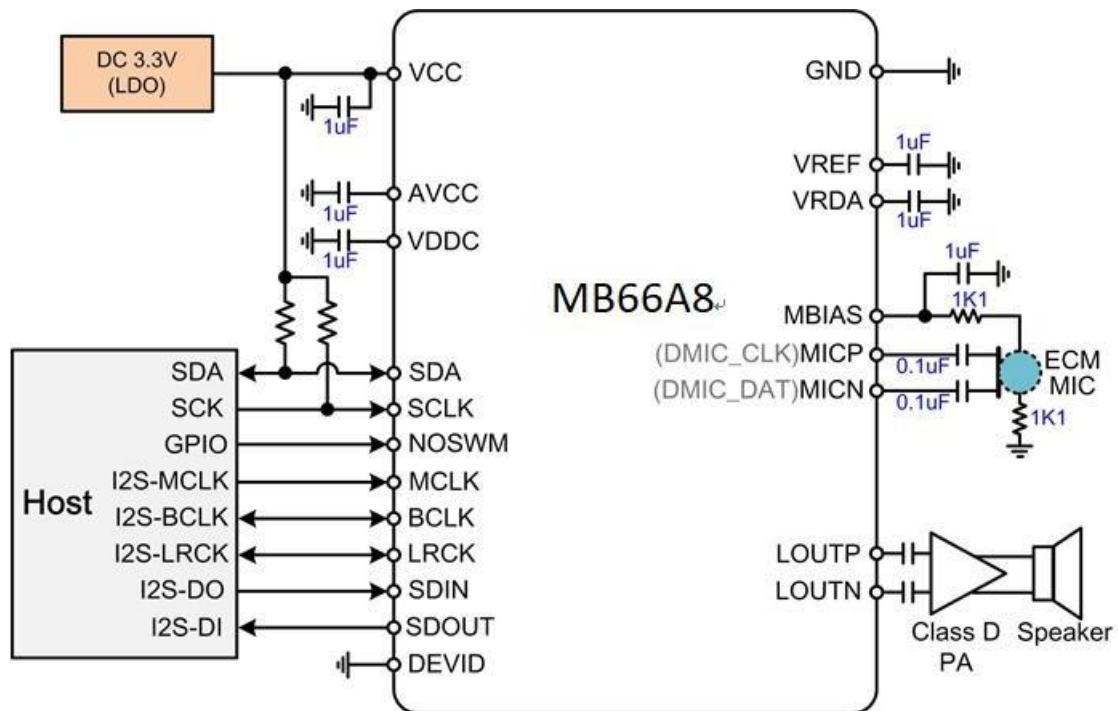 DC 3.3V
(LDO)
VCC
1uF
AVCC
1uF
VDDC
1uF
MB66A8
GND
1uF
VREF
VRDA
1uF
1uF
MBIAS
1K1
(DMIC_CLK)MICP
0.1uF
(DMIC_DAT)MICN
0.1uF
ECM
MIC
1K1
Host
SDA
SCK
GPIO
I2S-MCLK
I2S-BCLK
I2S-LRCK
I2S-DO
I2S-DI
SDA
SCLK
NOSWM
MCLK
BCLK
LRCK
SDIN
SDOUT
DEVID
LOUTP
LOUTN
Class D
PA
Speaker